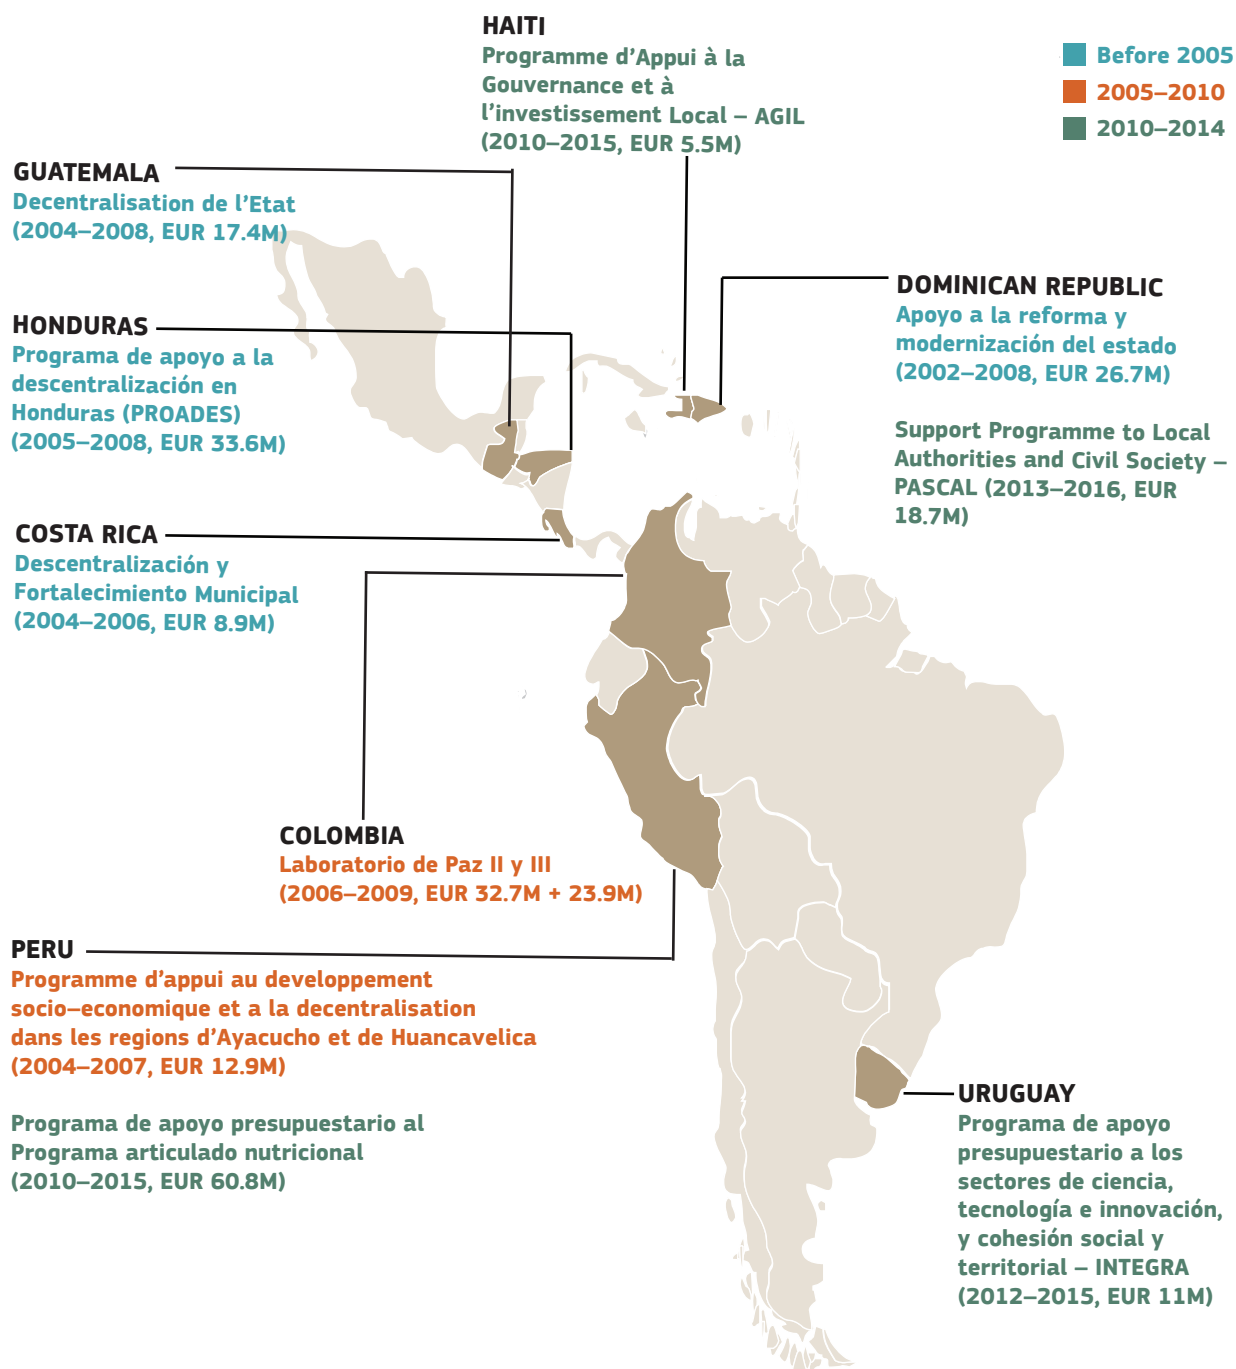 HAITI
Programme d'Appui à la
Gouvernance et à
l'investissement Local – AGIL
(2010–2015, EUR 5.5M)
Before 2005
2005–2010
2010–2014
GUATEMALA
Decentralisation de l'Etat
(2004–2008, EUR 17.4M)
DOMINICAN REPUBLIC
Apoyo a la reforma y
modernización del estado
(2002–2008, EUR 26.7M)
Support Programme to Local
Authorities and Civil Society –
PASCAL (2013–2016, EUR
18.7M)
HONDURAS
Programa de apoyo a la
descentralización en
Honduras (PROADES)
(2005–2008, EUR 33.6M)
COSTA RICA
Descentralización y
Fortalecimiento Municipal
(2004–2006, EUR 8.9M)
COLOMBIA
Laboratorio de Paz II y III
(2006–2009, EUR 32.7M + 23.9M)
PERU
Programme d'appui au developpement
socio–economique et a la decentralisation
dans les regions d'Ayacucho et de Huancavelica
(2004–2007, EUR 12.9M)
Programa de apoyo presupuestario al
Programa articulado nutricional
(2010–2015, EUR 60.8M)
URUGUAY
Programa de apoyo
presupuestario a los
sectores de ciencia,
tecnología e innovación,
y cohesión social y
territorial – INTEGRA
(2012–2015, EUR 11M)